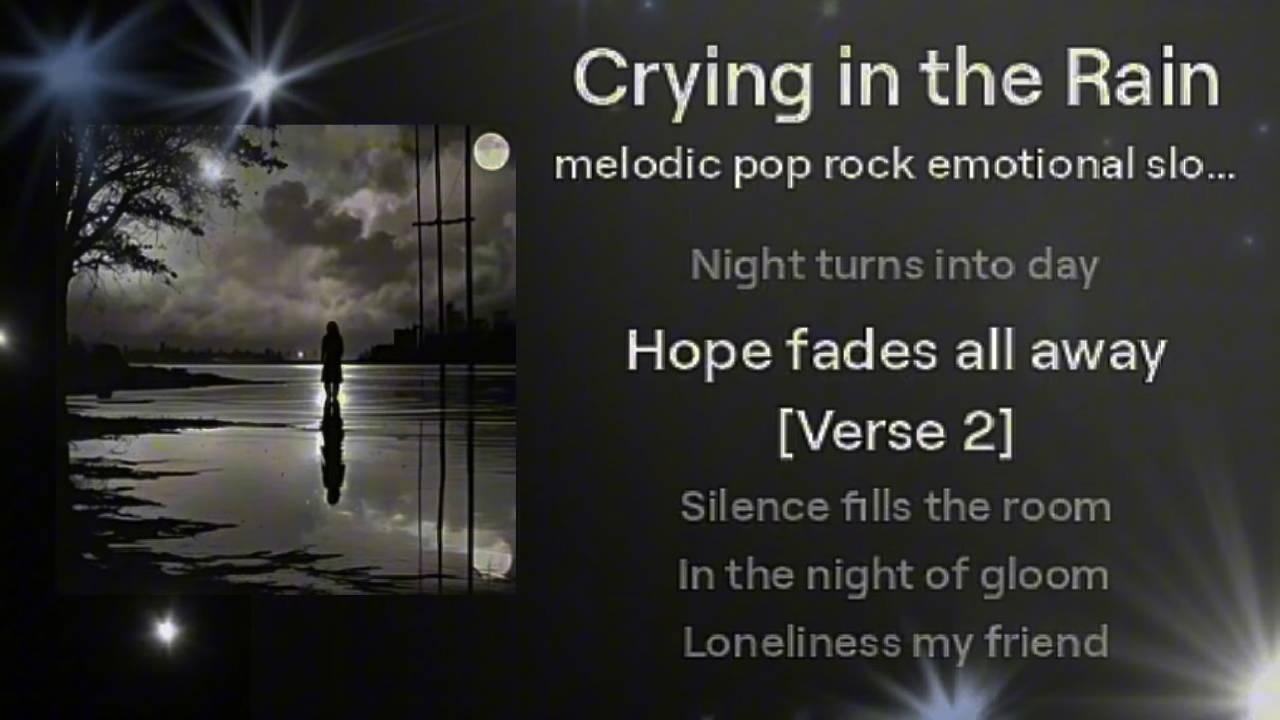 Crying in the Rain
melodic pop rock emotional slo...
Night turns into day
Hope fades all away
[Verse 2]
Silence fills the room
In the night of gloom
Loneliness my friend